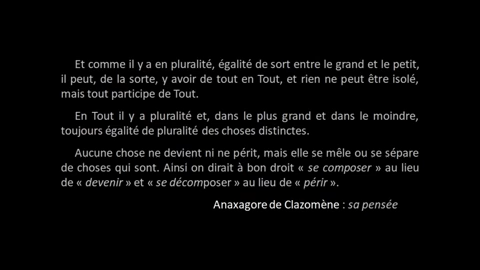 Et comme il y a en pluralité, égalité de sort entre le grand et le petit,
il peut, de la sorte, y avoir de tout en Tout, et rien ne peut être isolé,
mais tout participe de Tout.
En Tout il y a pluralité et, dans le plus grand et dans le moindre,
toujours égalité de pluralité des choses distinctes.
Aucune chose ne devient ni ne périt, mais elle se mêle ou se sépare
de choses qui sont. Ainsi on dirait à bon droit « se composer » au lieu
de « devenir » et « se décomposer » au lieu de « périr ».
Anaxagore de Clazomène : sa pensée